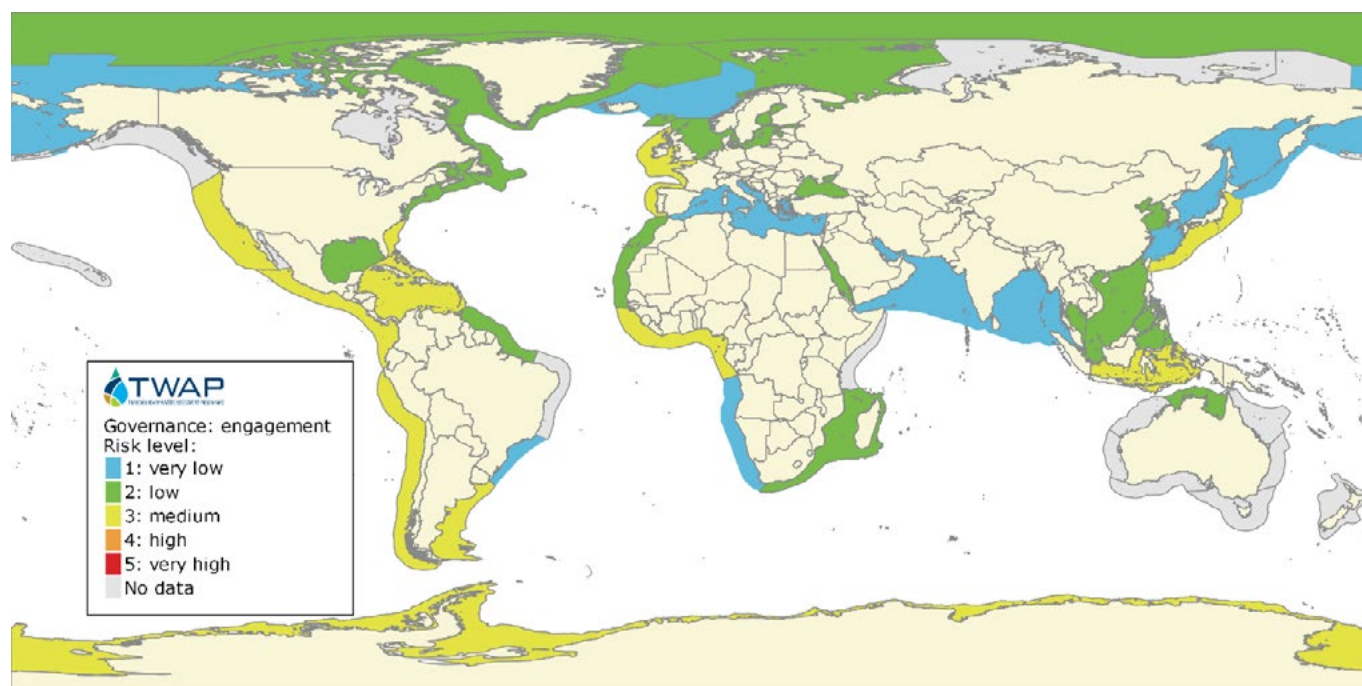 TWAP
Governance: engagement
Risk level:
1: very low
2: low
3: medium
4: high
5: very high
No data